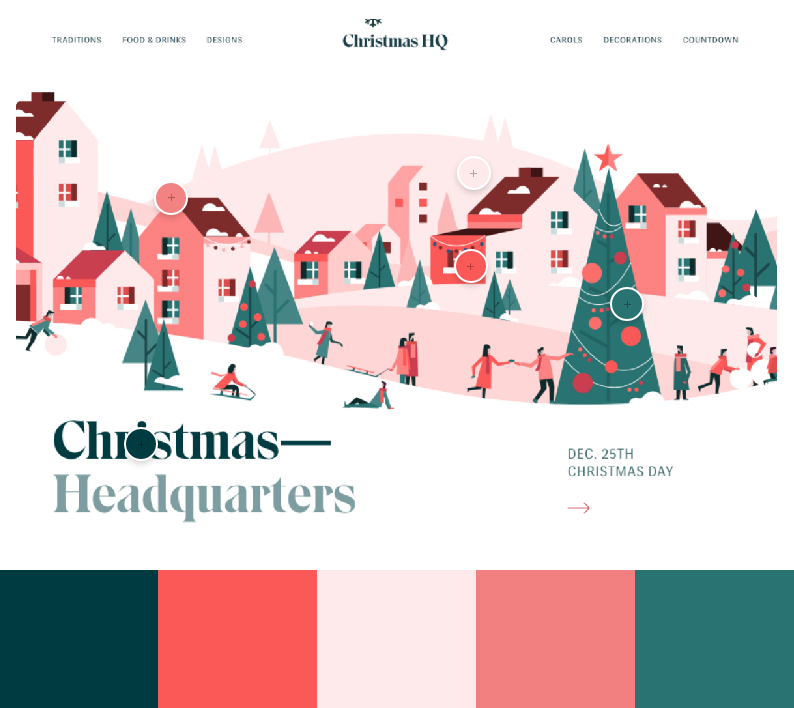 TRADITIONS FOOD & DRINKS DESIGNS Christmas HQ CAROLS DECORATIONS COUNTDOWN
Christmas—
Headquarters
DEC. 25TH
CHRISTMAS DAY